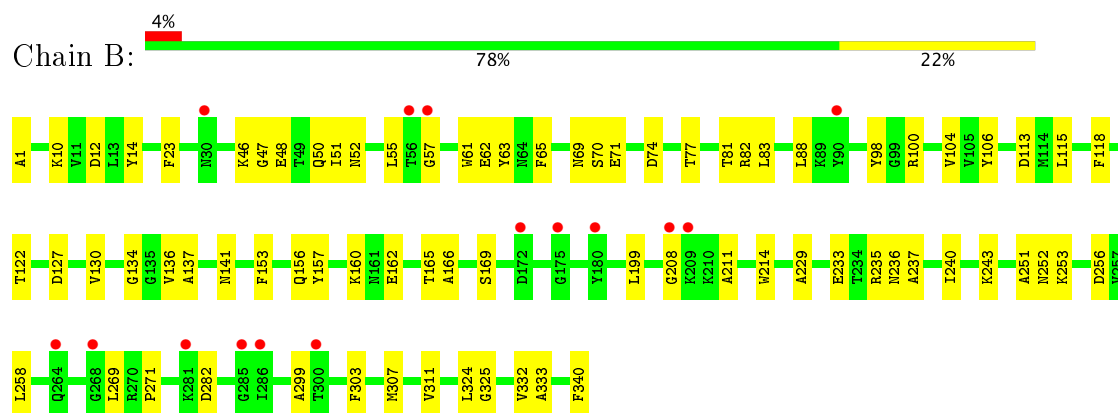 4%
Chain B:
78% 22%
A1 K10 V11 D12 L13 Y14 F23 N30 K46 G47 E48 T49 Q50 I51 N52 L55 T56 G57 W61 E62 Y63 N64 F65 N69 S70 E71 D74 T77 T81 R82 L83 L88 K89 Y90 Y98 G99 R100 V104 V105 Y106 D113 M114 L115 F118
T122 D127 V130 G134 G135 V136 A137 N141 F153 Q156 Y157 K160 N161 E162 T165 A166 S169 D172 G175 Y180 L199 G208 K209 K210 A211 W214 A229 E233 T234 R235 N236 A237 I240 K243 A251 N252 K253 D256 V257
L258 Q264 G268 L269 R270 P271 K281 D282 G285 I286 A299 T300 F303 M307 V311 L324 G325 V332 A333 F340